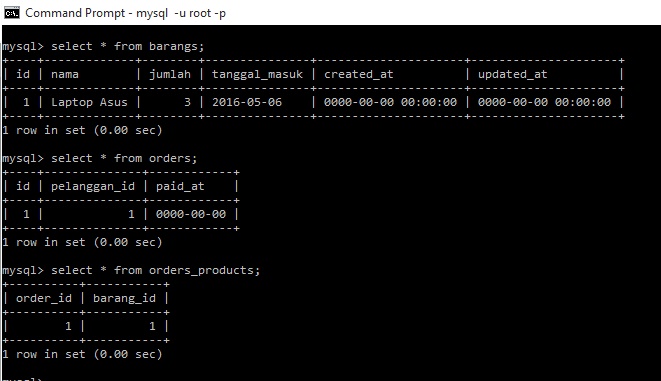 Command Prompt - mysql  -u root -p
mysql> select * from barangs;
+----+-------------+--------+---------------+---------------------+---------------------+
| id | nama        | jumlah | tanggal_masuk | created_at          | updated_at          |
+----+-------------+--------+---------------+---------------------+---------------------+
|  1 | Laptop Asus |      3 | 2016-05-06    | 0000-00-00 00:00:00 | 0000-00-00 00:00:00 |
+----+-------------+--------+---------------+---------------------+---------------------+
1 row in set (0.00 sec)
mysql> select * from orders;
+----+--------------+------------+
| id | pelanggan_id | paid_at    |
+----+--------------+------------+
|  1 |            1 | 0000-00-00 |
+----+--------------+------------+
1 row in set (0.00 sec)
mysql> select * from orders_products;
+----------+-----------+
| order_id | barang_id |
+----------+-----------+
|        1 |         1 |
+----------+-----------+
1 row in set (0.00 sec)
mysql>